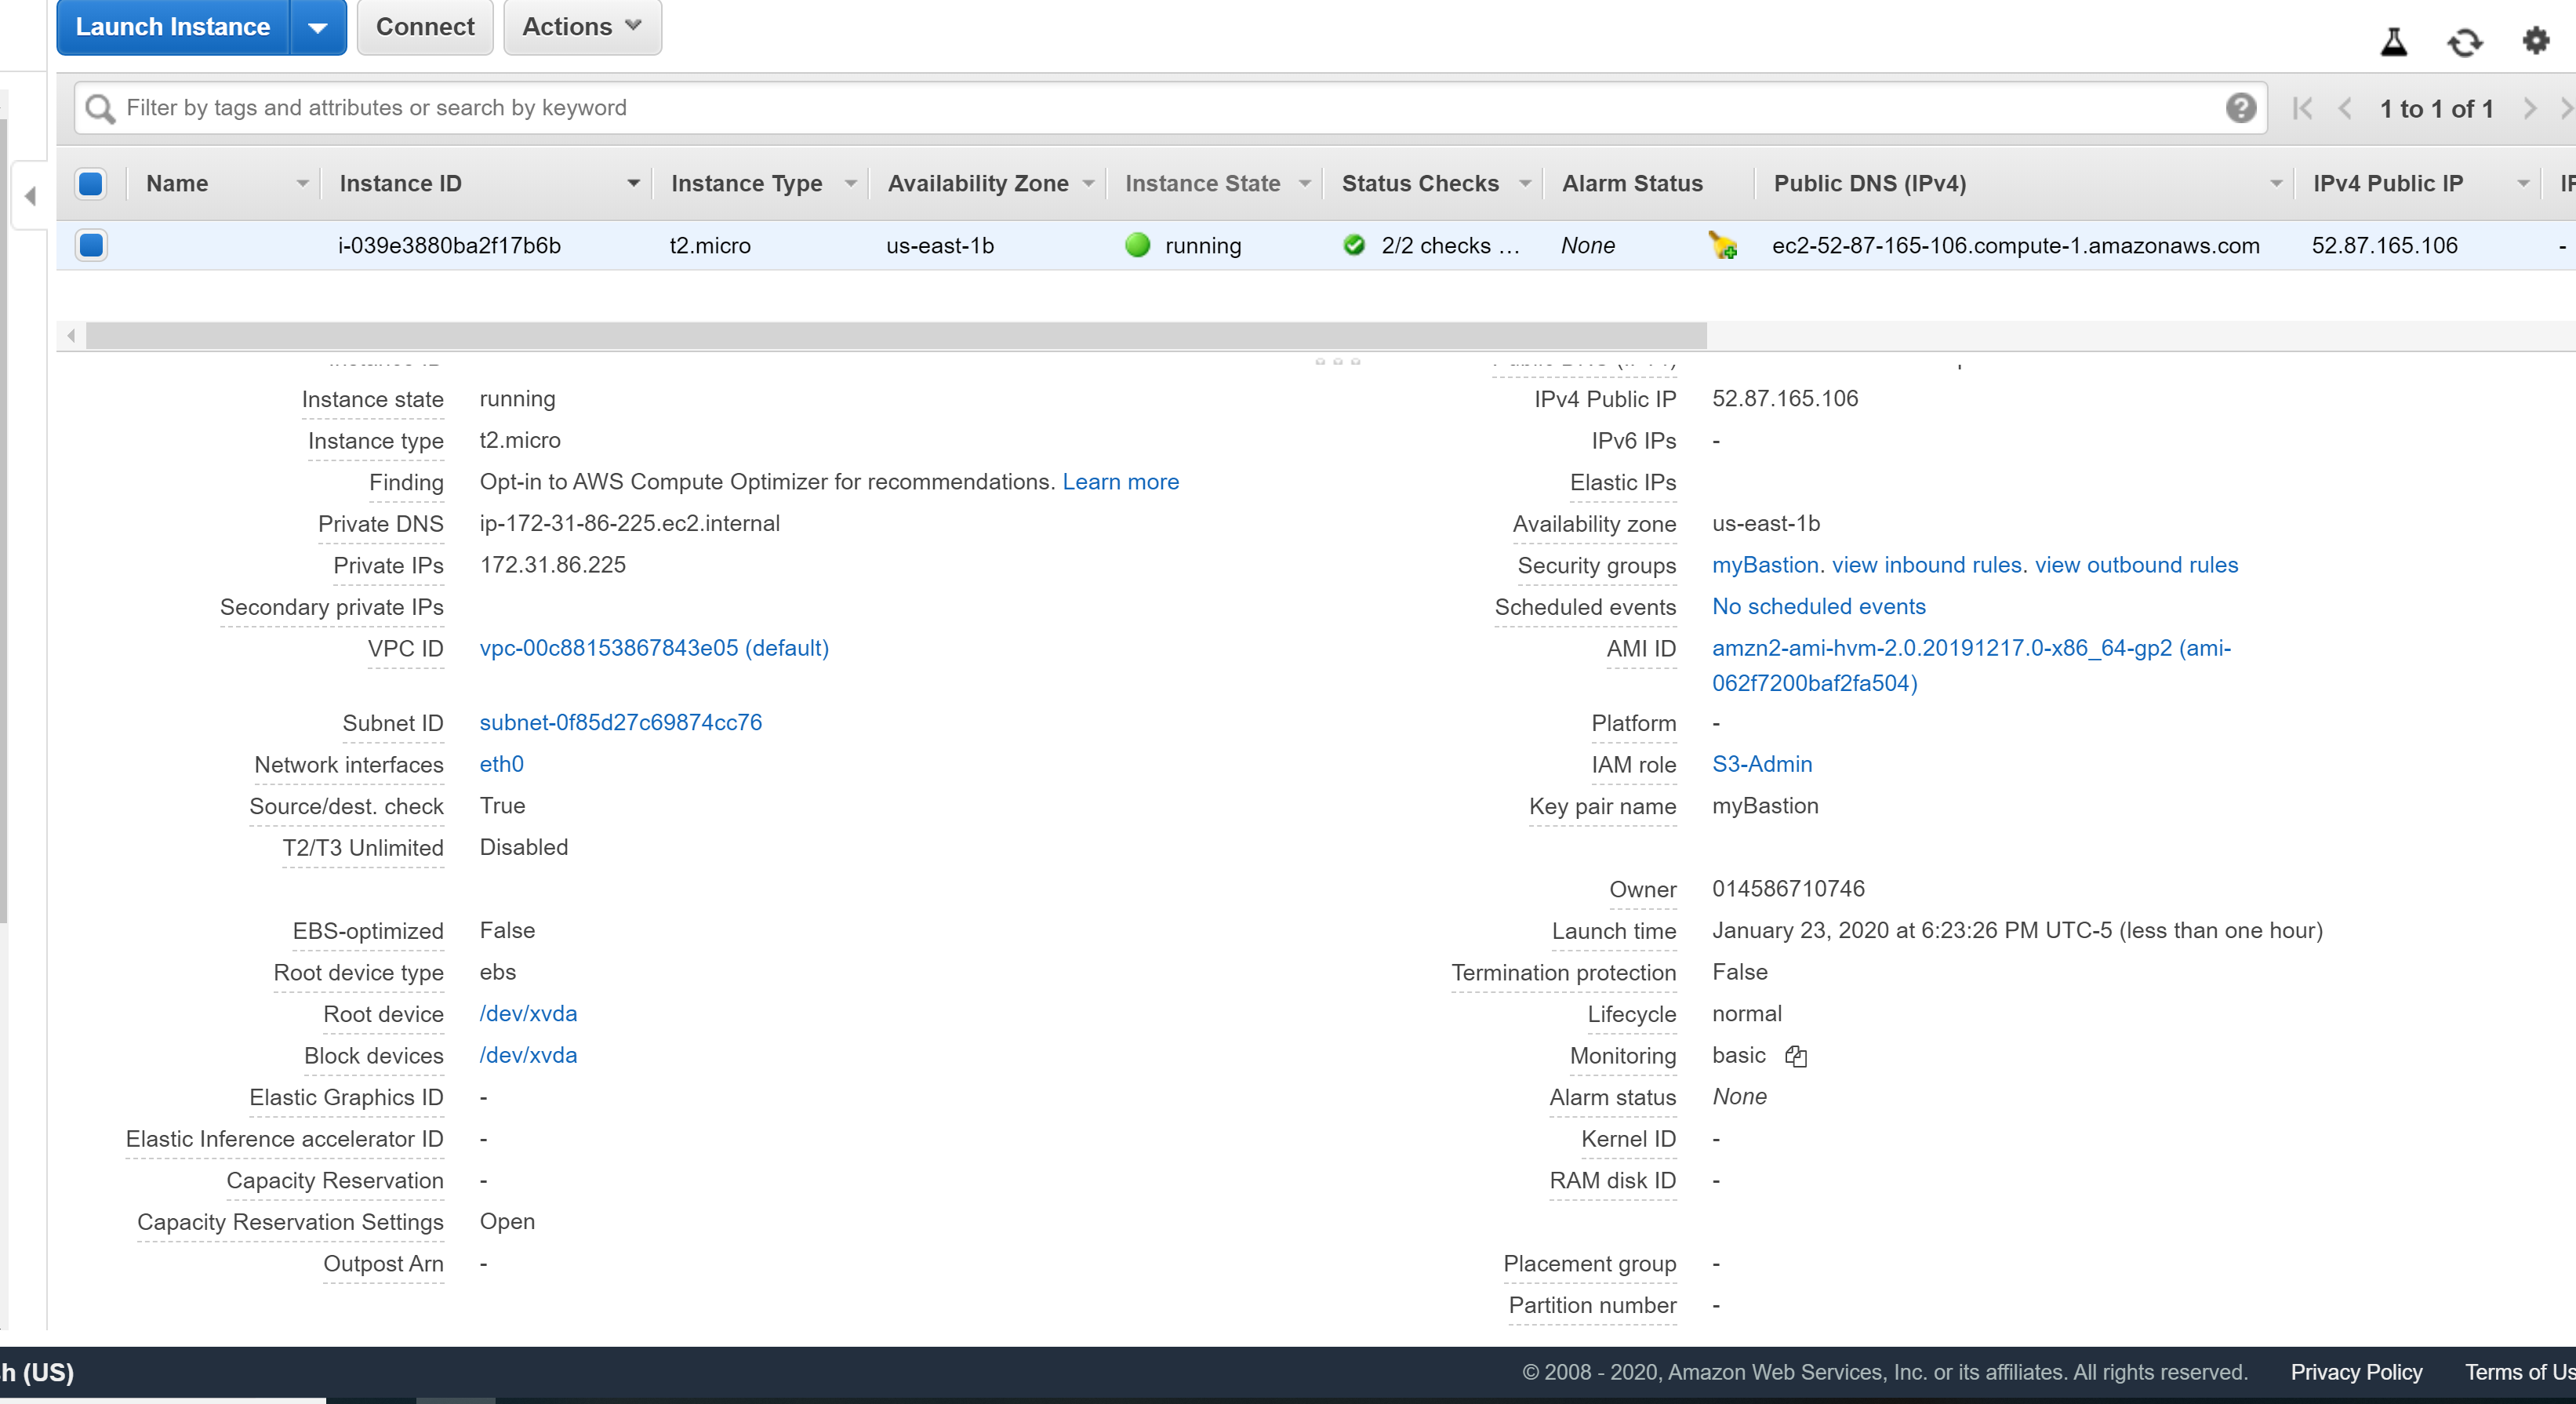 Launch Instance Connect Actions
Filter by tags and attributes or search by keyword 1 to 1 of 1
Name Instance ID Instance Type Availability Zone Instance State Status Checks Alarm Status Public DNS (IPv4) IPv4 Public IP
i-039e3880ba2f17b6b t2.micro us-east-1b running 2/2 checks … None ec2-52-87-165-106.compute-1.amazonaws.com 52.87.165.106 -
Instance state running IPv4 Public IP 52.87.165.106
Instance type t2.micro IPv6 IPs -
Finding Opt-in to AWS Compute Optimizer for recommendations. Learn more Elastic IPs
Private DNS ip-172-31-86-225.ec2.internal Availability zone us-east-1b
Private IPs 172.31.86.225 Security groups myBastion. view inbound rules. view outbound rules
Secondary private IPs Scheduled events No scheduled events
VPC ID vpc-00c88153867843e05 (default) AMI ID amzn2-ami-hvm-2.0.20191217.0-x86_64-gp2 (ami-
062f7200baf2fa504)
Subnet ID subnet-0f85d27c69874cc76 Platform -
Network interfaces eth0 IAM role S3-Admin
Source/dest. check True Key pair name myBastion
T2/T3 Unlimited Disabled
Owner 014586710746
EBS-optimized False Launch time January 23, 2020 at 6:23:26 PM UTC-5 (less than one hour)
Root device type ebs Termination protection False
Root device /dev/xvda Lifecycle normal
Block devices /dev/xvda Monitoring basic
Elastic Graphics ID - Alarm status None
Elastic Inference accelerator ID - Kernel ID -
Capacity Reservation - RAM disk ID -
Capacity Reservation Settings Open
Outpost Arn - Placement group -
Partition number -
h (US) © 2008 - 2020, Amazon Web Services, Inc. or its affiliates. All rights reserved. Privacy Policy Terms of Us